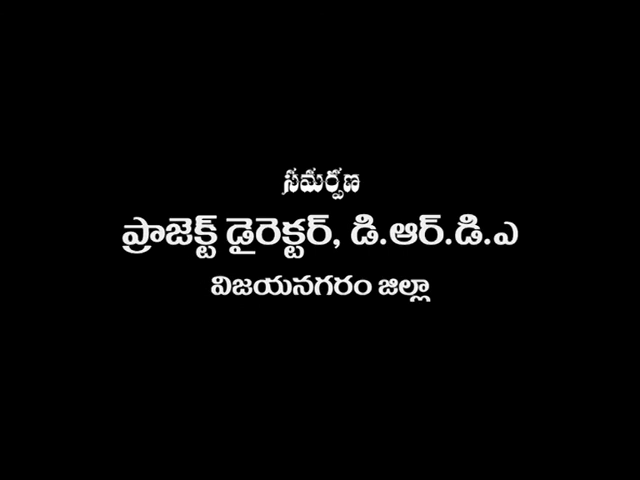 సమర్పణ
ప్రాజెక్ట్ డైరెక్టర్, డి.ఆర్.డి.ఎ
విజయనగరం జిల్లా